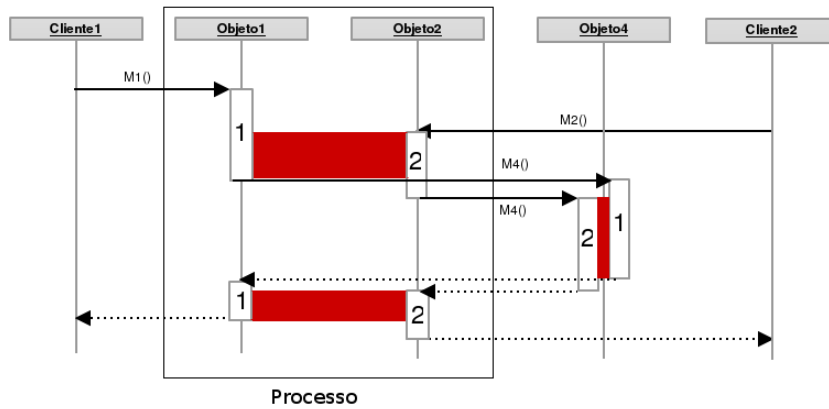 Cliente1
Objeto1
Objeto2
Objeto4
Cliente2
M1()
M2()
1
2
M4()
M4()
1
2
1
2
Processo